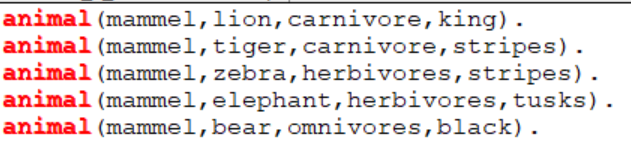 animal(mammel,lion,carnivore,king).
animal(mammel,tiger,carnivore,stripes).
animal(mammel,zebra,herbivores,stripes).
animal(mammel,elephant,herbivores,tusks).
animal(mammel,bear,omnivores,black).